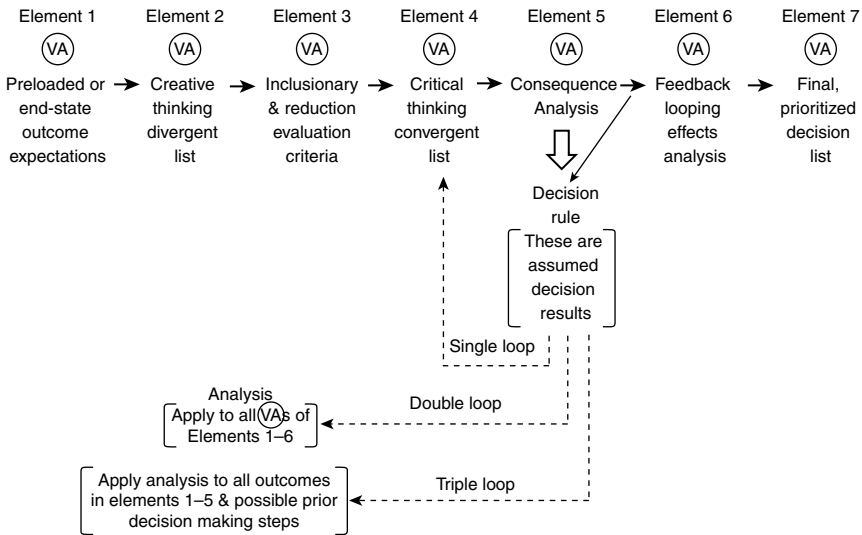 Element 1
Element 2
Element 3
Element 4
Element 5
Element 6
Element 7
VA
VA
VA
VA
VA
VA
VA
Preloaded or
end-state
outcome
expectations
Creative
thinking
divergent
list
Inclusionary
& reduction
evaluation
criteria
Critical
thinking
convergent
list
Consequence
Analysis
Feedback
looping
effects
analysis
Final,
prioritized
decision
list
Decision
rule
These are
assumed
decision
results
Single loop
Double loop
Analysis
Apply to all VAs of
Elements 1–6
Triple loop
Apply analysis to all outcomes
in elements 1–5 & possible prior
decision making steps